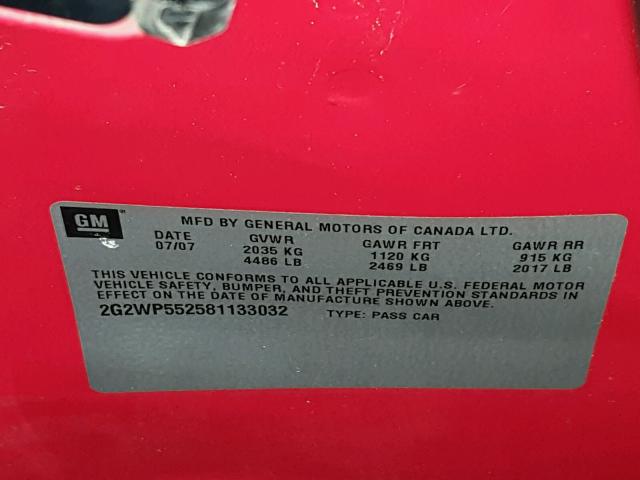 GM
MFD BY GENERAL MOTORS OF CANADA LTD.
DATE GVWR GAWR FRT GAWR RR
07/07 2035 KG 1120 KG 915 KG
4486 LB 2469 LB 2017 LB
THIS VEHICLE CONFORMS TO ALL APPLICABLE U.S. FEDERAL MOTOR
VEHICLE SAFETY, BUMPER, AND THEFT PREVENTION STANDARDS IN
EFFECT ON THE DATE OF MANUFACTURE SHOWN ABOVE.
2G2WP552581133032 TYPE: PASS CAR